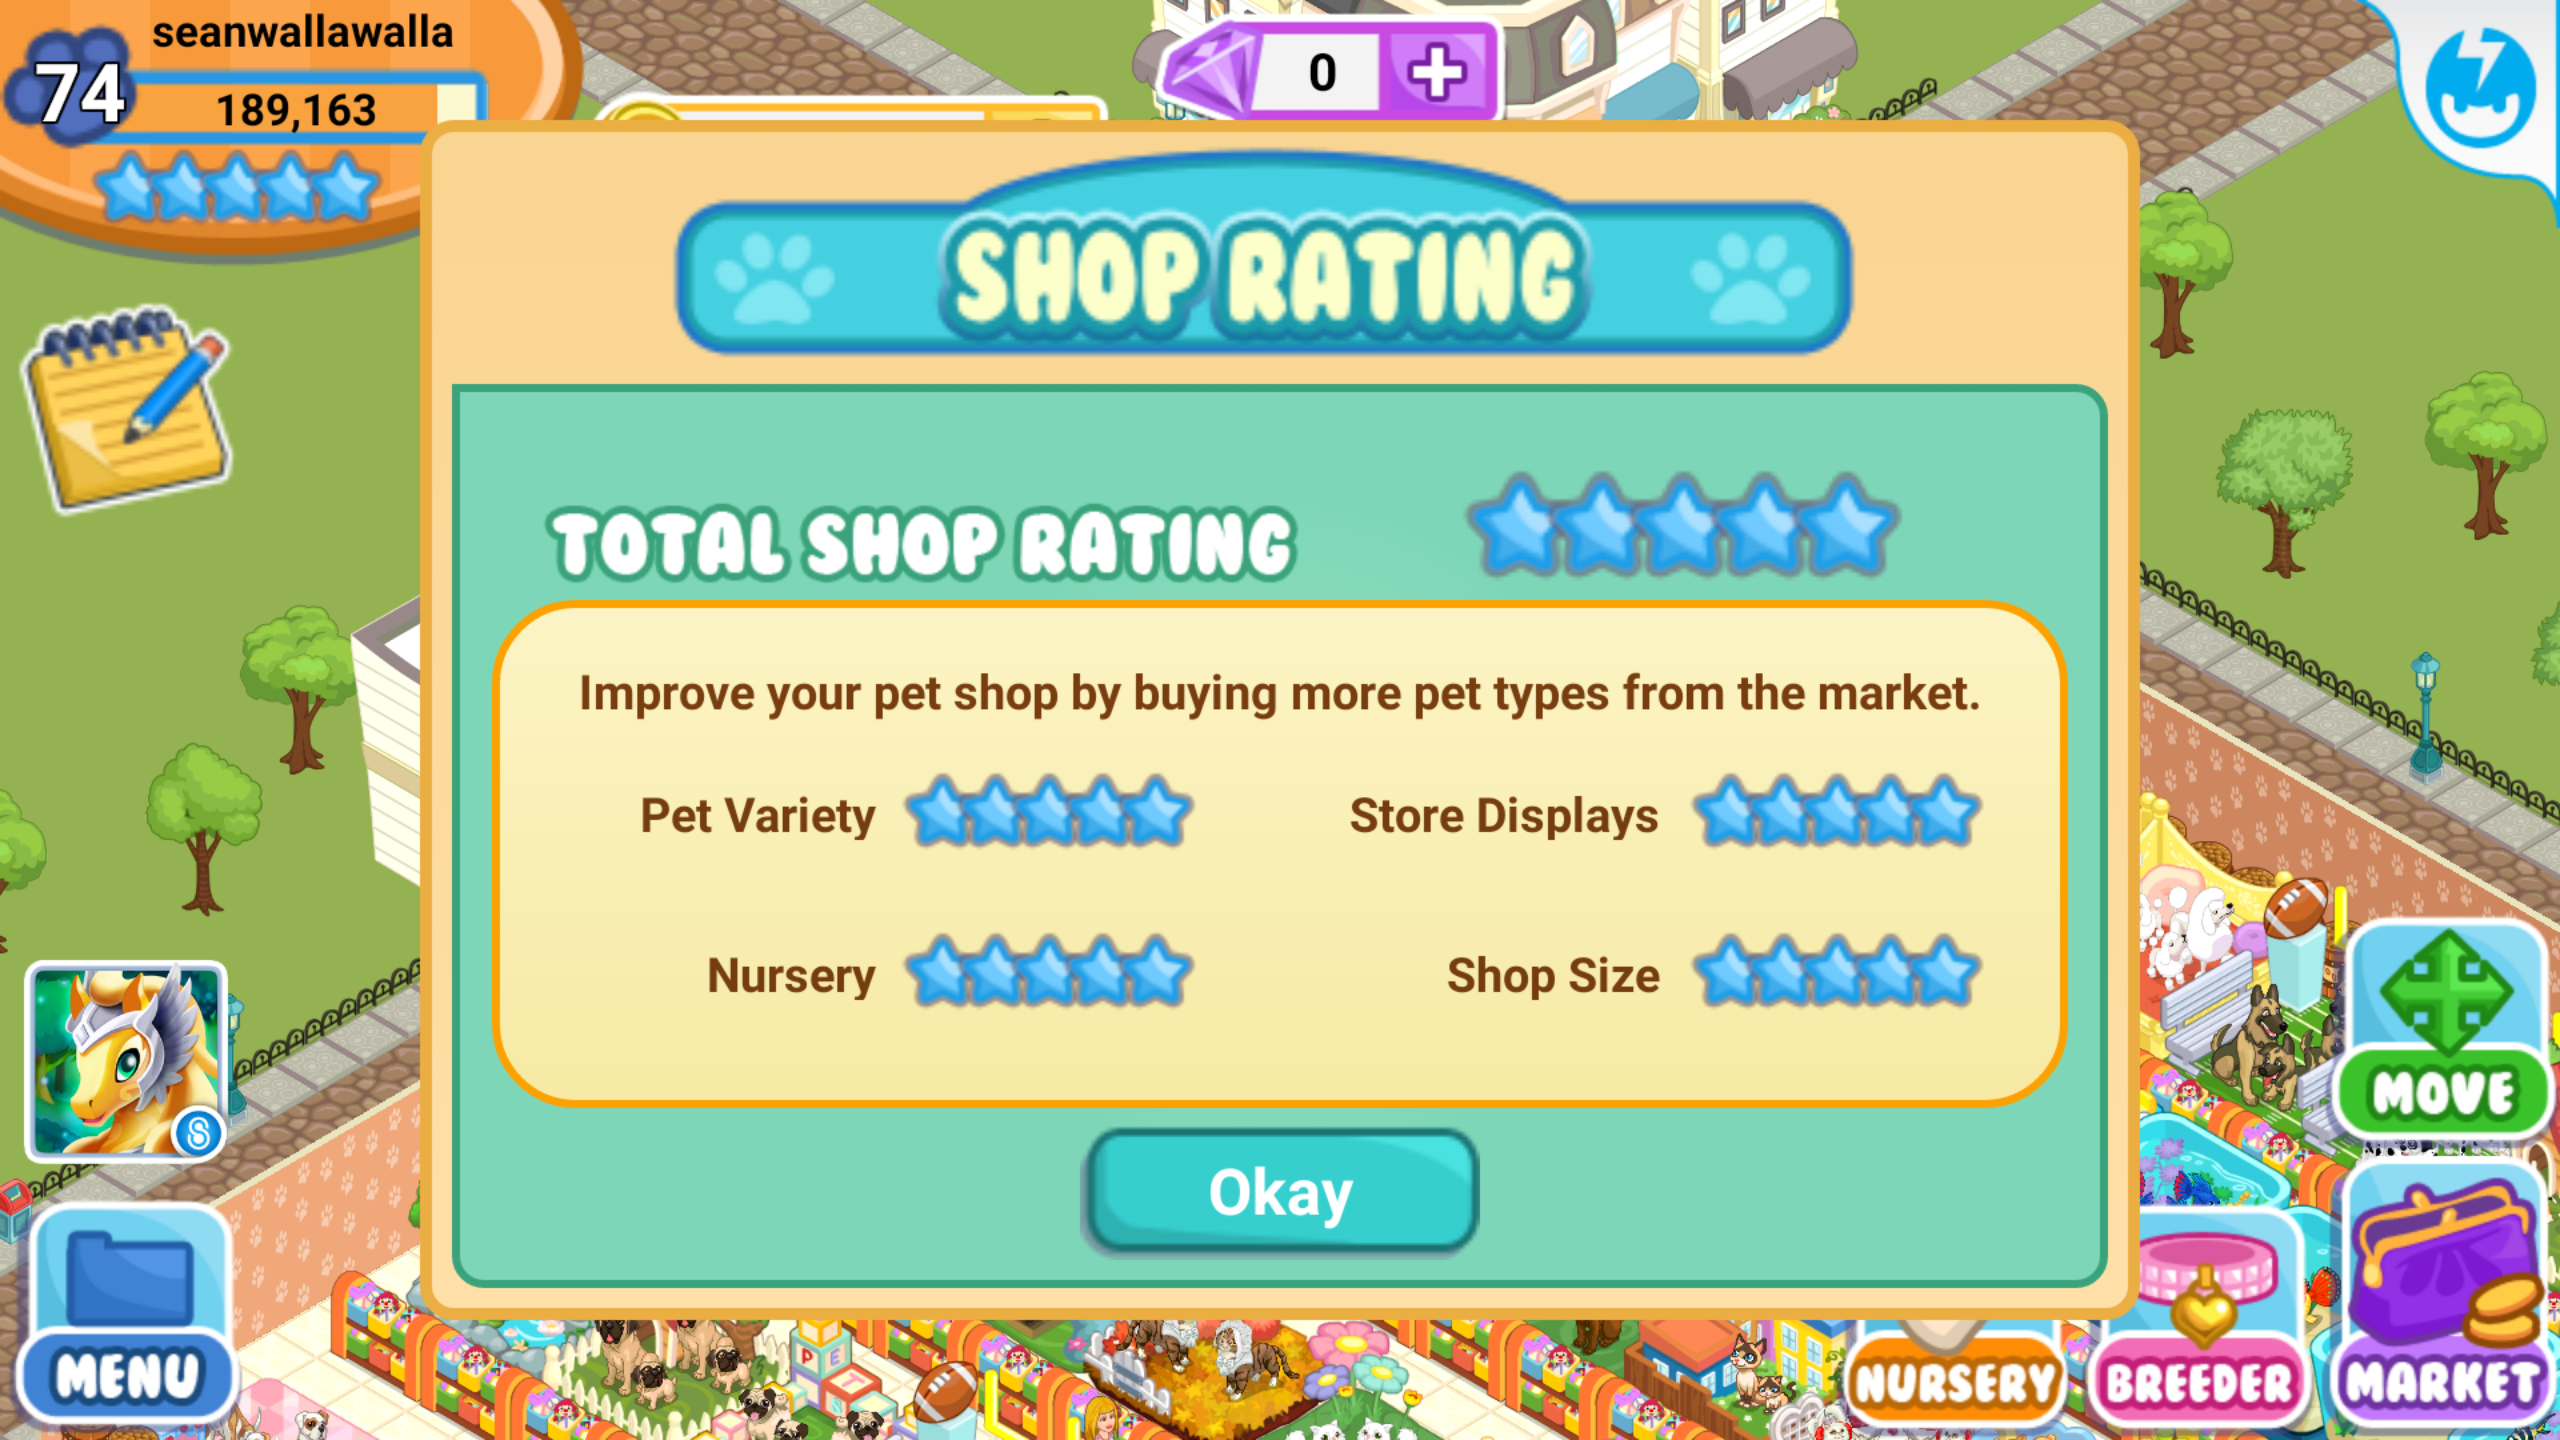 seanwallawalla
74
189,163
0
SHOP RATING
TOTAL SHOP RATING
Improve your pet shop by buying more pet types from the market.
Pet Variety
Store Displays
Nursery
Shop Size
Okay
MOVE
MENU
NURSERY
BREEDER
MARKET